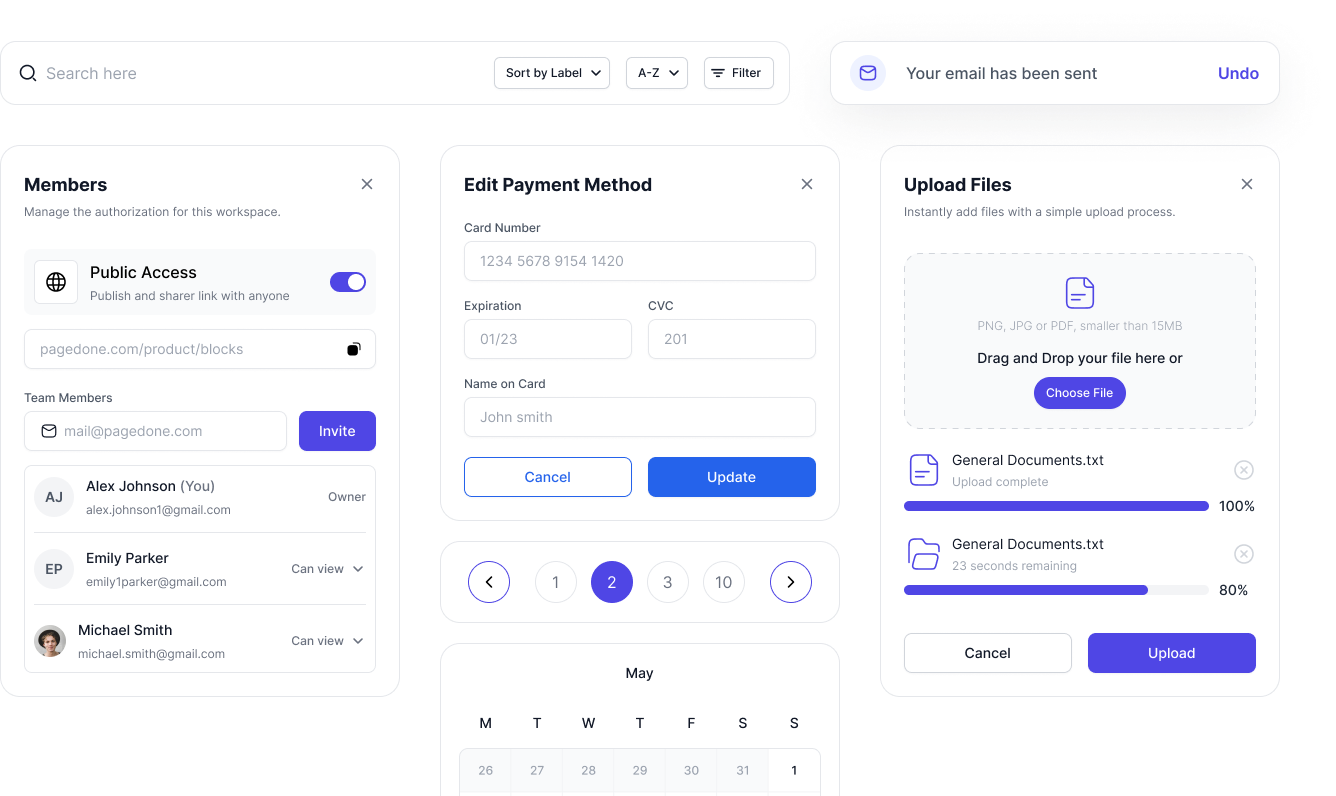 Search here
Sort by Label
A-Z
Filter
Your email has been sent
Undo
Members
Manage the authorization for this workspace.
Public Access
Publish and sharer link with anyone
pagedone.com/product/blocks
Team Members
mail@pagedone.com
Invite
AJ
Alex Johnson (You)
alex.johnson1@gmail.com
Owner
EP
Emily Parker
emily1parker@gmail.com
Can view
Michael Smith
michael.smith@gmail.com
Can view
Edit Payment Method
Card Number
1234 5678 9154 1420
Expiration
CVC
01/23
201
Name on Card
John smith
Cancel
Update
1 2 3 10
May
M T W T F S S
26 27 28 29 30 31 1
Upload Files
Instantly add files with a simple upload process.
PNG, JPG or PDF, smaller than 15MB
Drag and Drop your file here or
Choose File
General Documents.txt
Upload complete
100%
General Documents.txt
23 seconds remaining
80%
Cancel
Upload